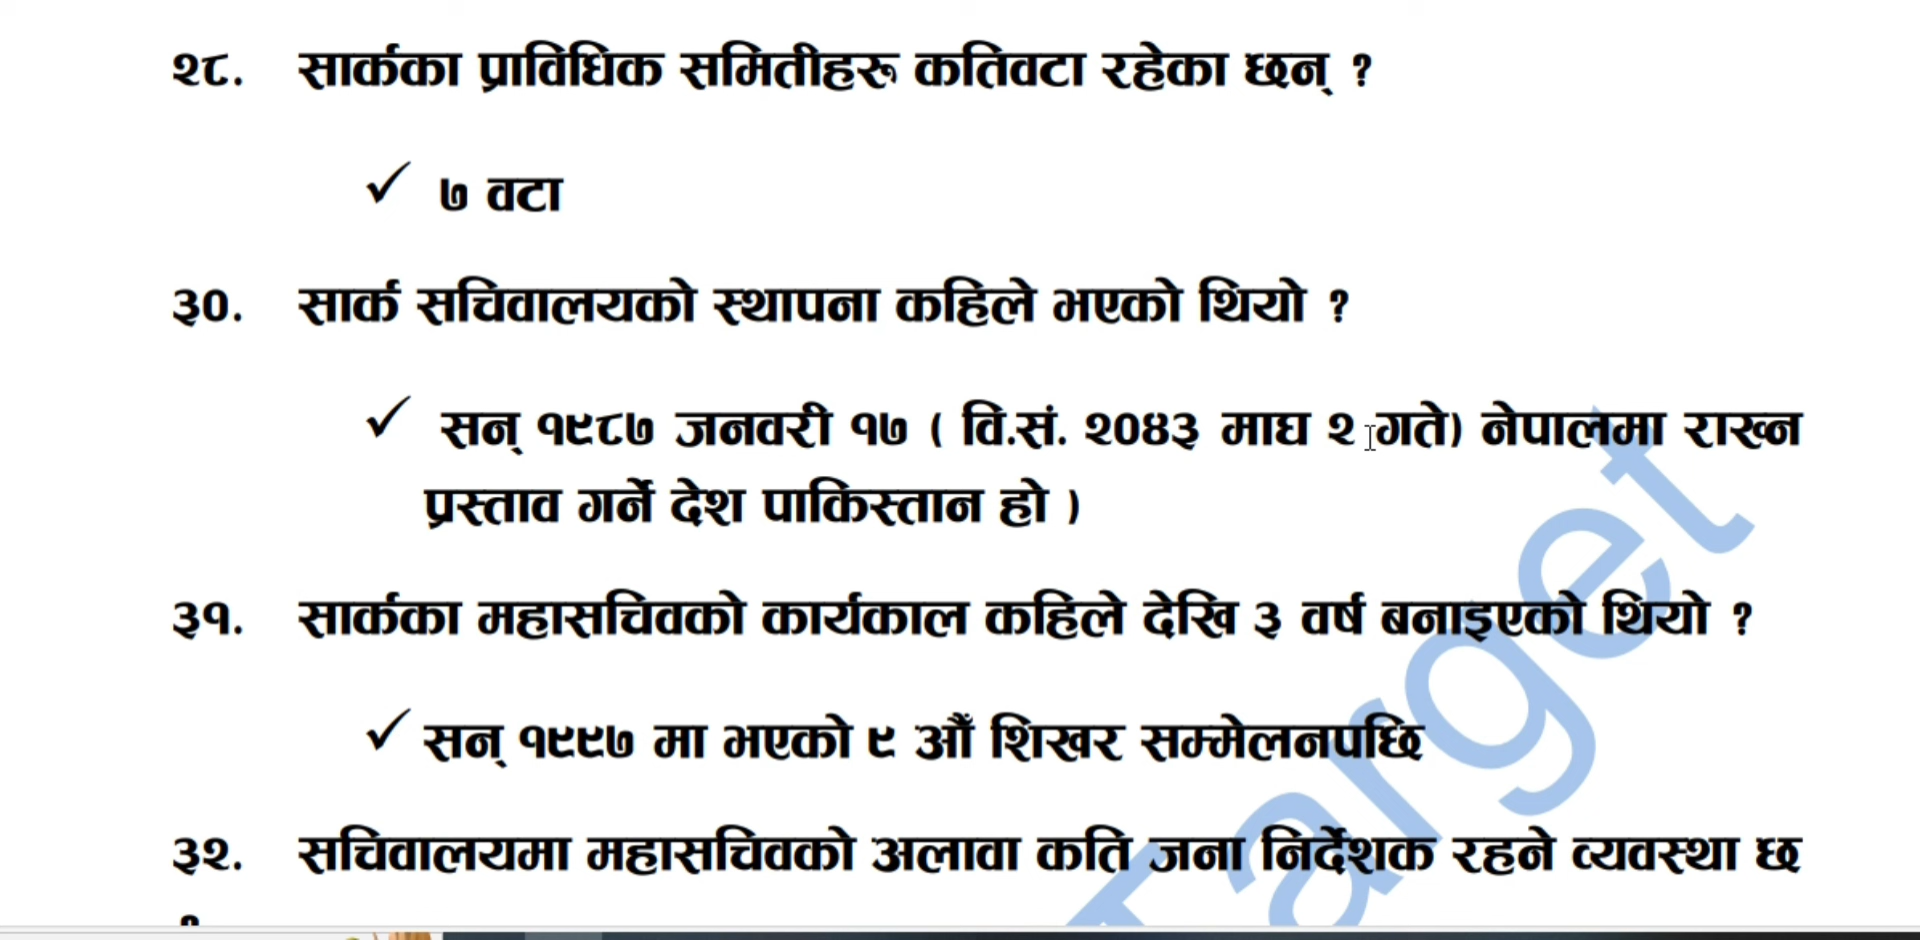 २८. सार्कका प्राविधिक समितीहरू कतिवटा रहेका छन् ?
✓ ७ वटा
३०. सार्क सचिवालयको स्थापना कहिले भएको थियो ?
✓ सन् १९८७ जनवरी १७ ( वि.सं. २०४३ माघ २ गते) नेपालमा राख्न
प्रस्ताव गर्ने देश पाकिस्तान हो )
३१. सार्कका महासचिवको कार्यकाल कहिले देखि ३ वर्ष बनाइएको थियो ?
✓ सन् १९९७ मा भएको ९ औं शिखर सम्मेलनपछि
३२. सचिवालयमा महासचिवको अलावा कति जना निर्देशक रहने व्यवस्था छ
?
Target